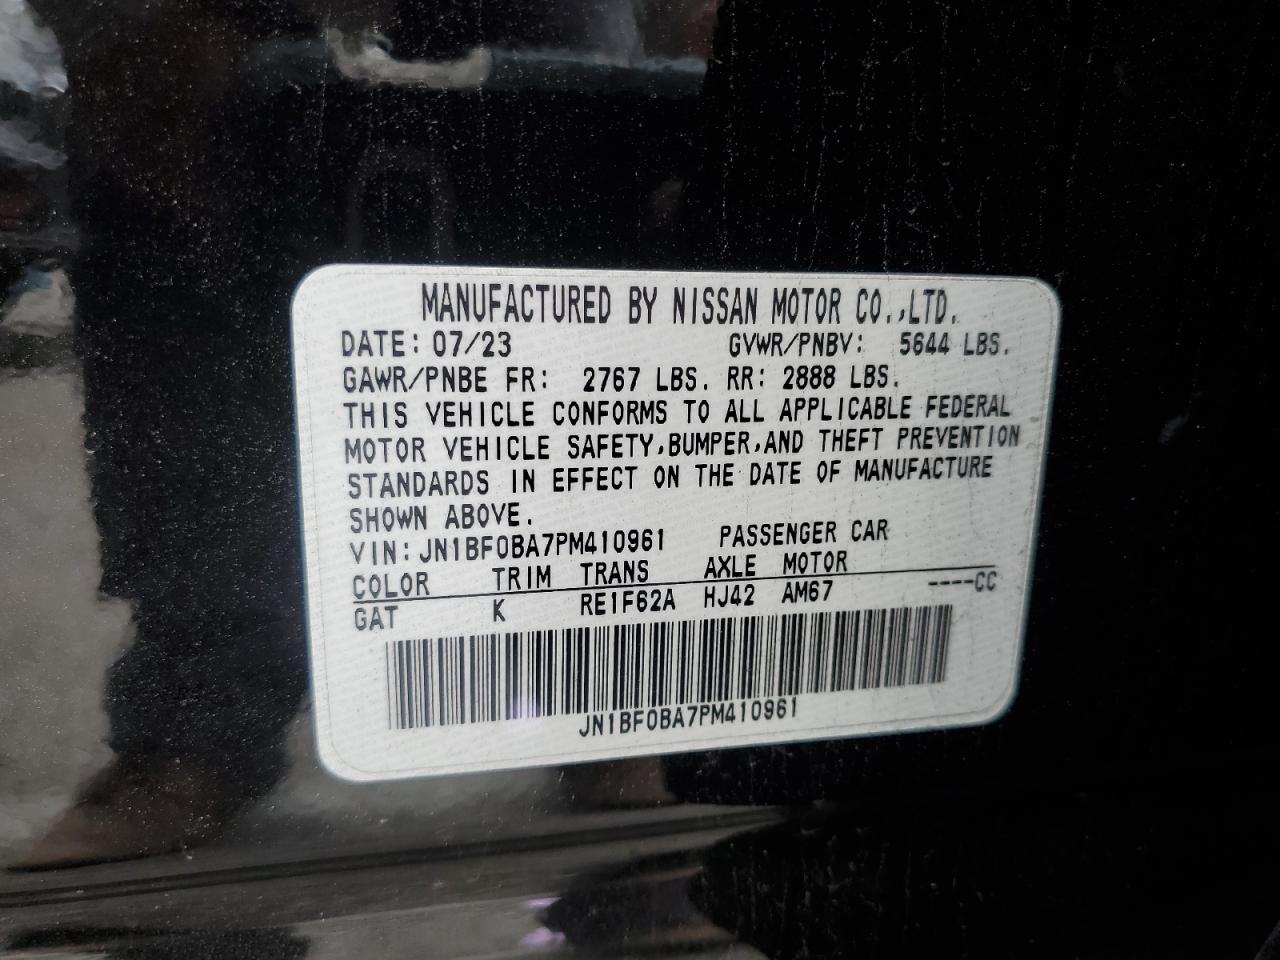 MANUFACTURED BY NISSAN MOTOR CO.,LTD.
DATE: 07/23 GVWR/PNBV: 5644 LBS.
GAWR/PNBE FR: 2767 LBS. RR: 2888 LBS.
THIS VEHICLE CONFORMS TO ALL APPLICABLE FEDERAL
MOTOR VEHICLE SAFETY,BUMPER,AND THEFT PREVENTION
STANDARDS IN EFFECT ON THE DATE OF MANUFACTURE
SHOWN ABOVE.
VIN: JN1BF0BA7PM410961 PASSENGER CAR
COLOR TRIM TRANS AXLE MOTOR
GAT K RE1F62A HJ42 AM67 ----CC
JN1BF0BA7PM410961